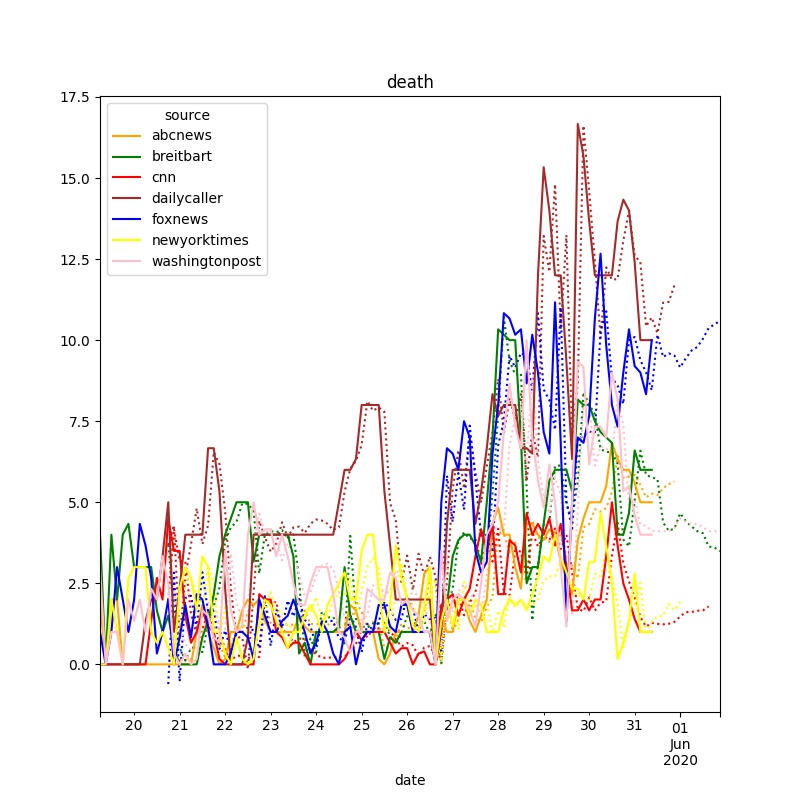 death
17.5
15.0
12.5
10.0
7.5
5.0
2.5
0.0
source
abcnews
breitbart
cnn
dailycaller
foxnews
newyorktimes
washingtonpost
20 21 22 23 24 25 26 27 28 29 30 31 01
Jun
2020
date